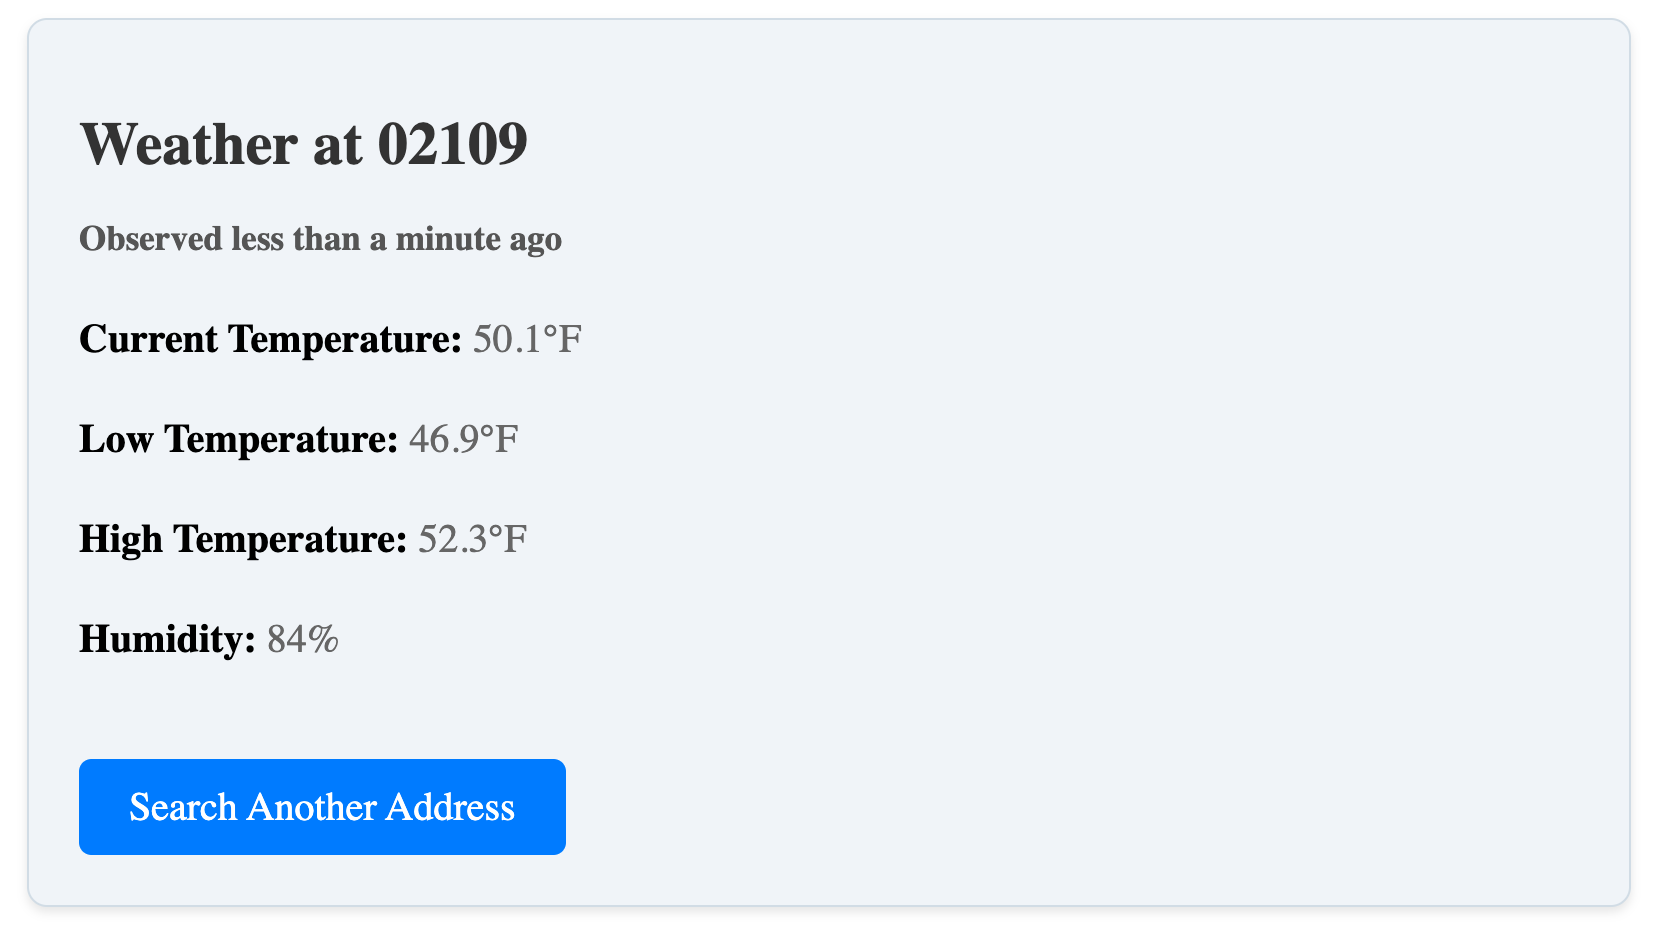 Weather at 02109
Observed less than a minute ago
Current Temperature: 50.1°F
Low Temperature: 46.9°F
High Temperature: 52.3°F
Humidity: 84%
Search Another Address